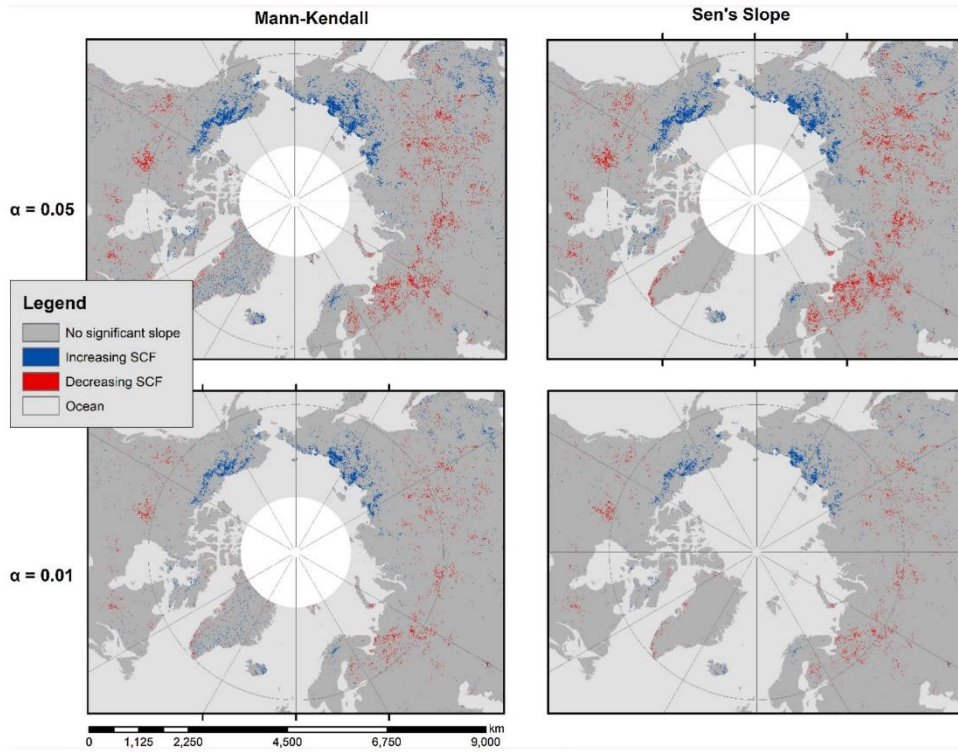 Mann-Kendall
Sen's Slope
α = 0.05
Legend
No significant slope
Increasing SCF
Decreasing SCF
Ocean
α = 0.01
km
0 1,125 2,250 4,500 6,750 9,000